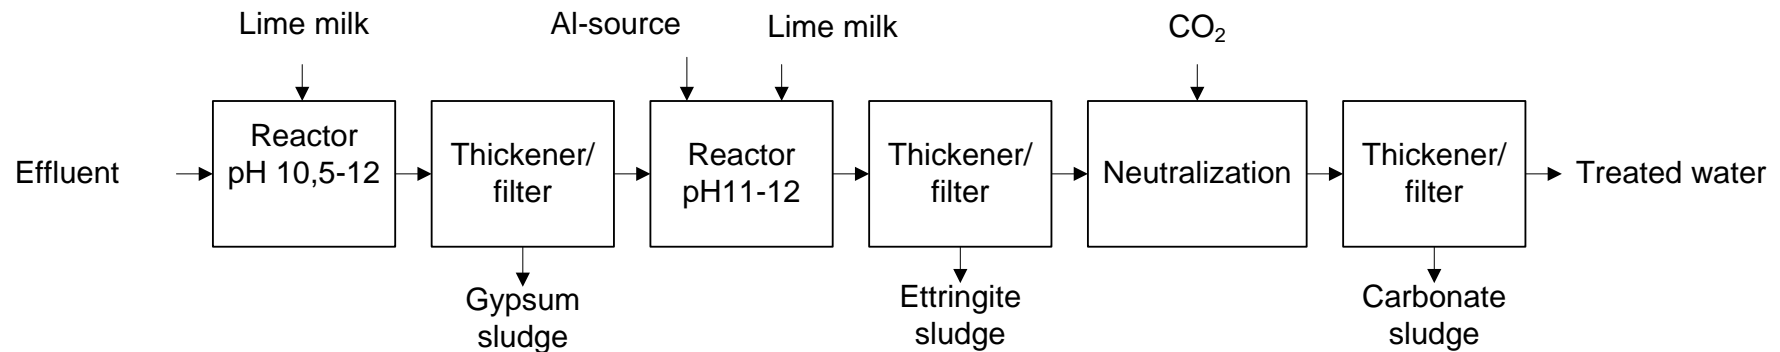 Lime milk
Al-source
Lime milk
CO₂
Effluent
Reactor
pH 10,5-12
Thickener/
filter
Reactor
pH11-12
Thickener/
filter
Neutralization
Thickener/
filter
Treated water
Gypsum
sludge
Ettringite
sludge
Carbonate
sludge